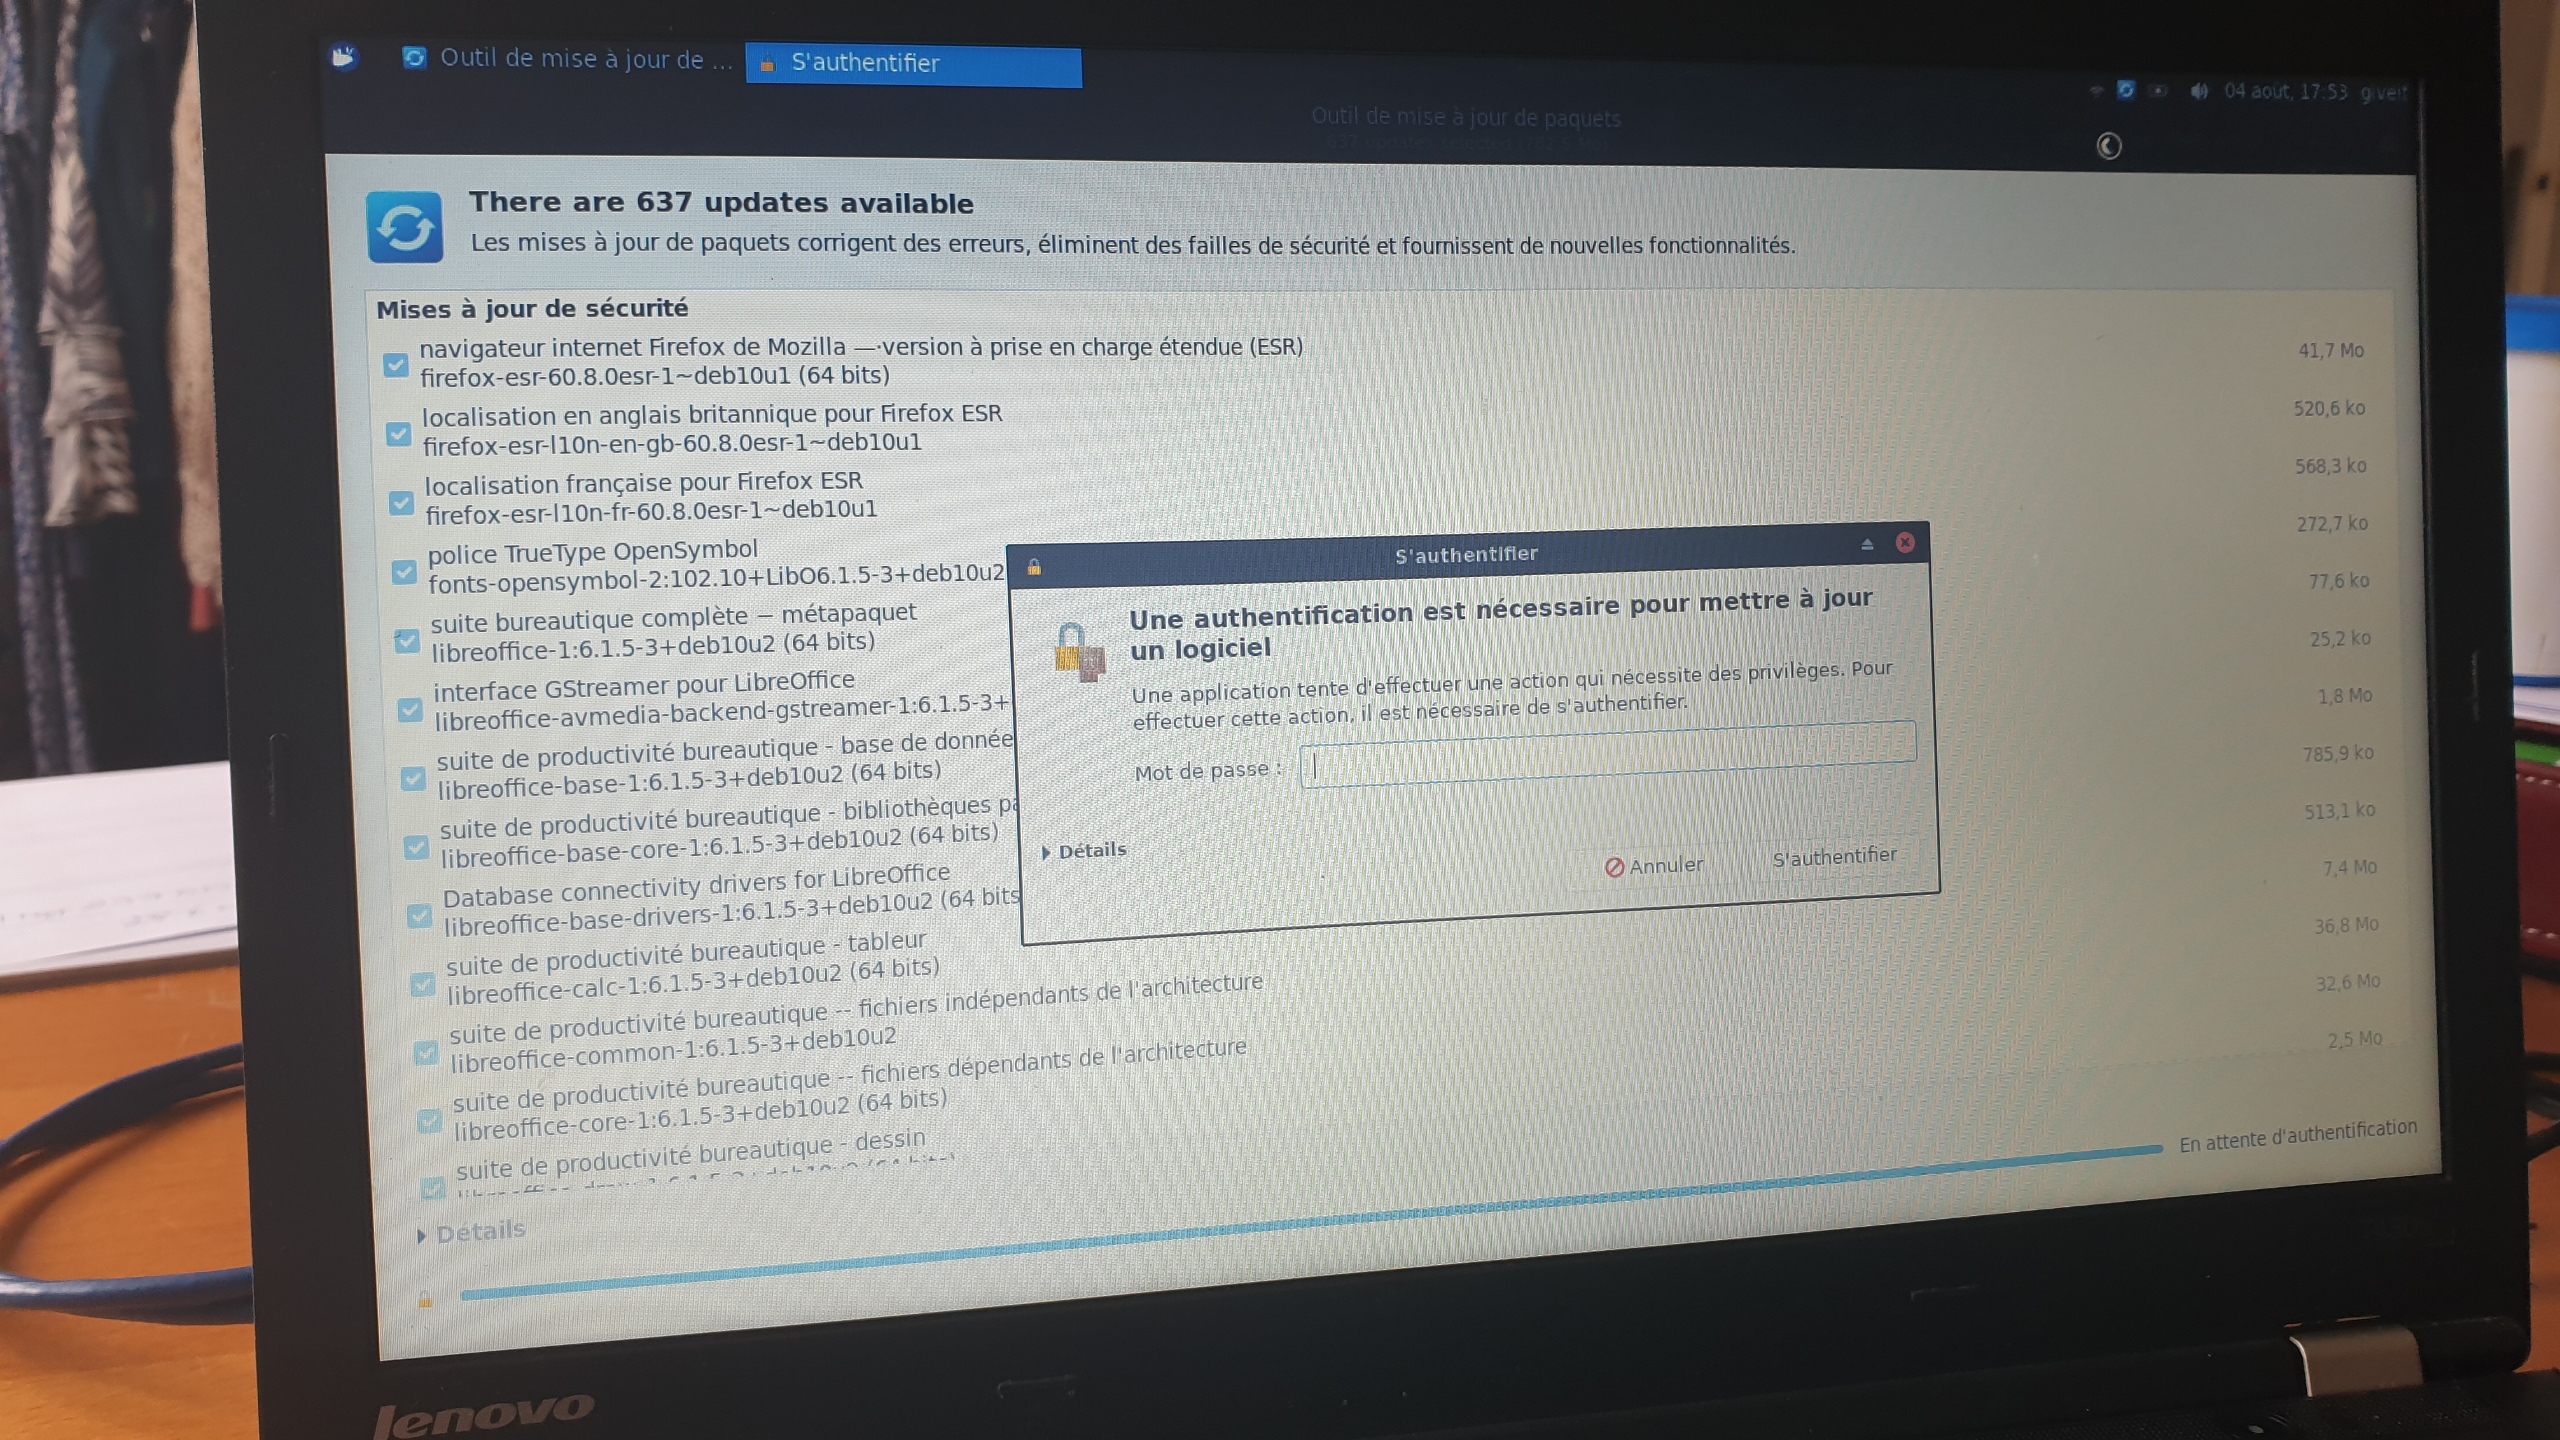 Outil de mise à jour de ...
S'authentifier
04 août, 17:53
Outil de mise à jour de paquets
There are 637 updates available
Les mises à jour de paquets corrigent des erreurs, éliminent des failles de sécurité et fournissent de nouvelles fonctionnalités.
Mises à jour de sécurité
navigateur internet Firefox de Mozilla —·version à prise en charge étendue (ESR)
firefox-esr-60.8.0esr-1~deb10u1 (64 bits)
41,7 Mo
localisation en anglais britannique pour Firefox ESR
firefox-esr-l10n-en-gb-60.8.0esr-1~deb10u1
520,6 ko
localisation française pour Firefox ESR
firefox-esr-l10n-fr-60.8.0esr-1~deb10u1
568,3 ko
police TrueType OpenSymbol
fonts-opensymbol-2:102.10+LibO6.1.5-3+deb10u2
272,7 ko
suite bureautique complète − métapaquet
libreoffice-1:6.1.5-3+deb10u2 (64 bits)
77,6 ko
interface GStreamer pour LibreOffice
libreoffice-avmedia-backend-gstreamer-1:6.1.5-3+
25,2 ko
suite de productivité bureautique - base de donnée
libreoffice-base-1:6.1.5-3+deb10u2 (64 bits)
1,8 Mo
suite de productivité bureautique - bibliothèques pa
libreoffice-base-core-1:6.1.5-3+deb10u2 (64 bits)
785,9 ko
Database connectivity drivers for LibreOffice
libreoffice-base-drivers-1:6.1.5-3+deb10u2 (64 bits
513,1 ko
suite de productivité bureautique - tableur
libreoffice-calc-1:6.1.5-3+deb10u2 (64 bits)
7,4 Mo
suite de productivité bureautique -- fichiers indépendants de l'architecture
libreoffice-common-1:6.1.5-3+deb10u2
36,8 Mo
suite de productivité bureautique -- fichiers dépendants de l'architecture
libreoffice-core-1:6.1.5-3+deb10u2 (64 bits)
32,6 Mo
suite de productivité bureautique - dessin
2,5 Mo
S'authentifier
Une authentification est nécessaire pour mettre à jour
un logiciel
Une application tente d'effectuer une action qui nécessite des privilèges. Pour
effectuer cette action, il est nécessaire de s'authentifier.
Mot de passe :
Détails
Annuler
S'authentifier
Détails
En attente d'authentification
lenovo